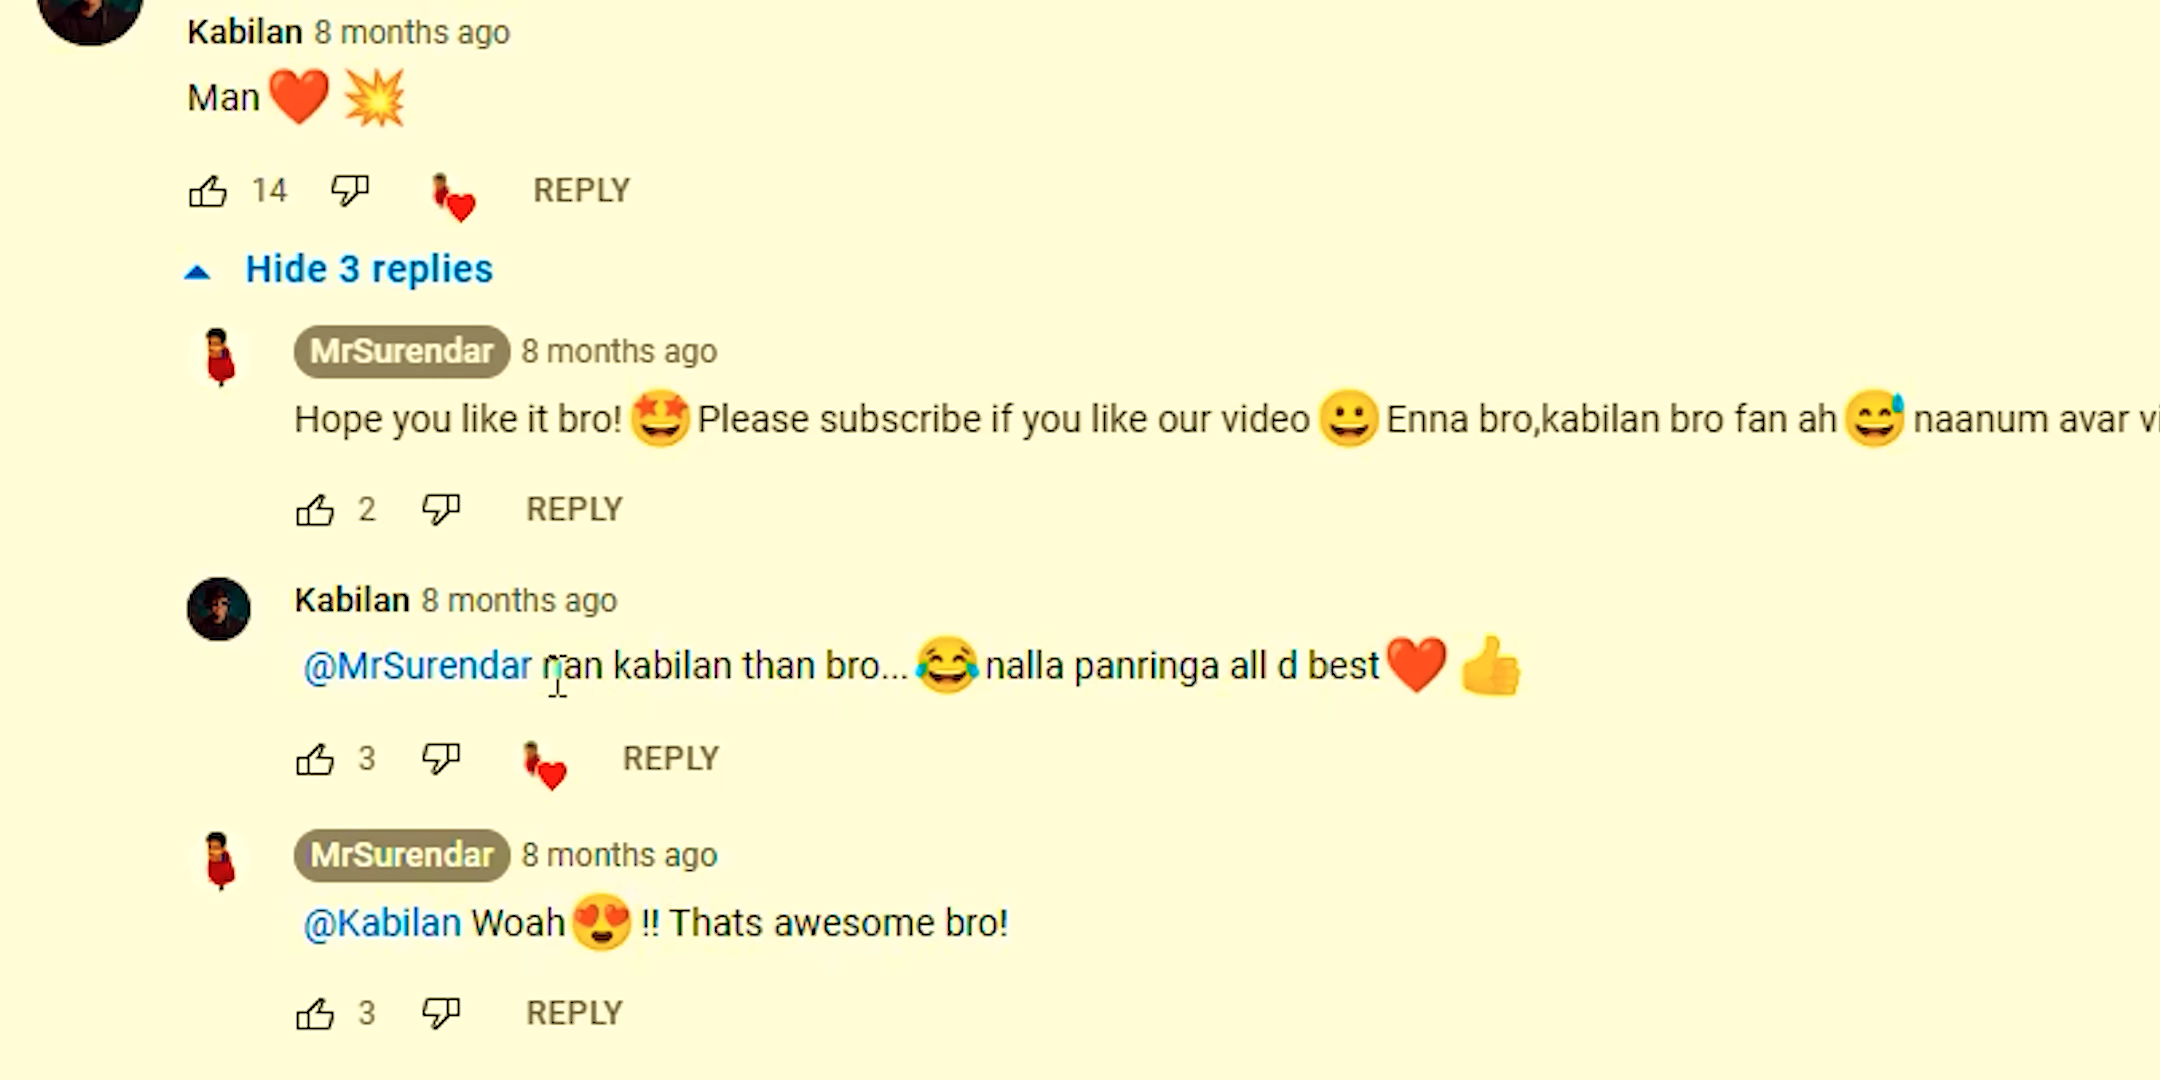 Kabilan 8 months ago
Man❤️💥
14 REPLY
Hide 3 replies
MrSurendar 8 months ago
Hope you like it bro!🤩Please subscribe if you like our video😀Enna bro,kabilan bro fan ah😅naanum avar
2 REPLY
Kabilan 8 months ago
@MrSurendar nan kabilan than bro...😂nalla panringa all d best❤️👍
3 REPLY
MrSurendar 8 months ago
@Kabilan Woah😍!! Thats awesome bro!
3 REPLY